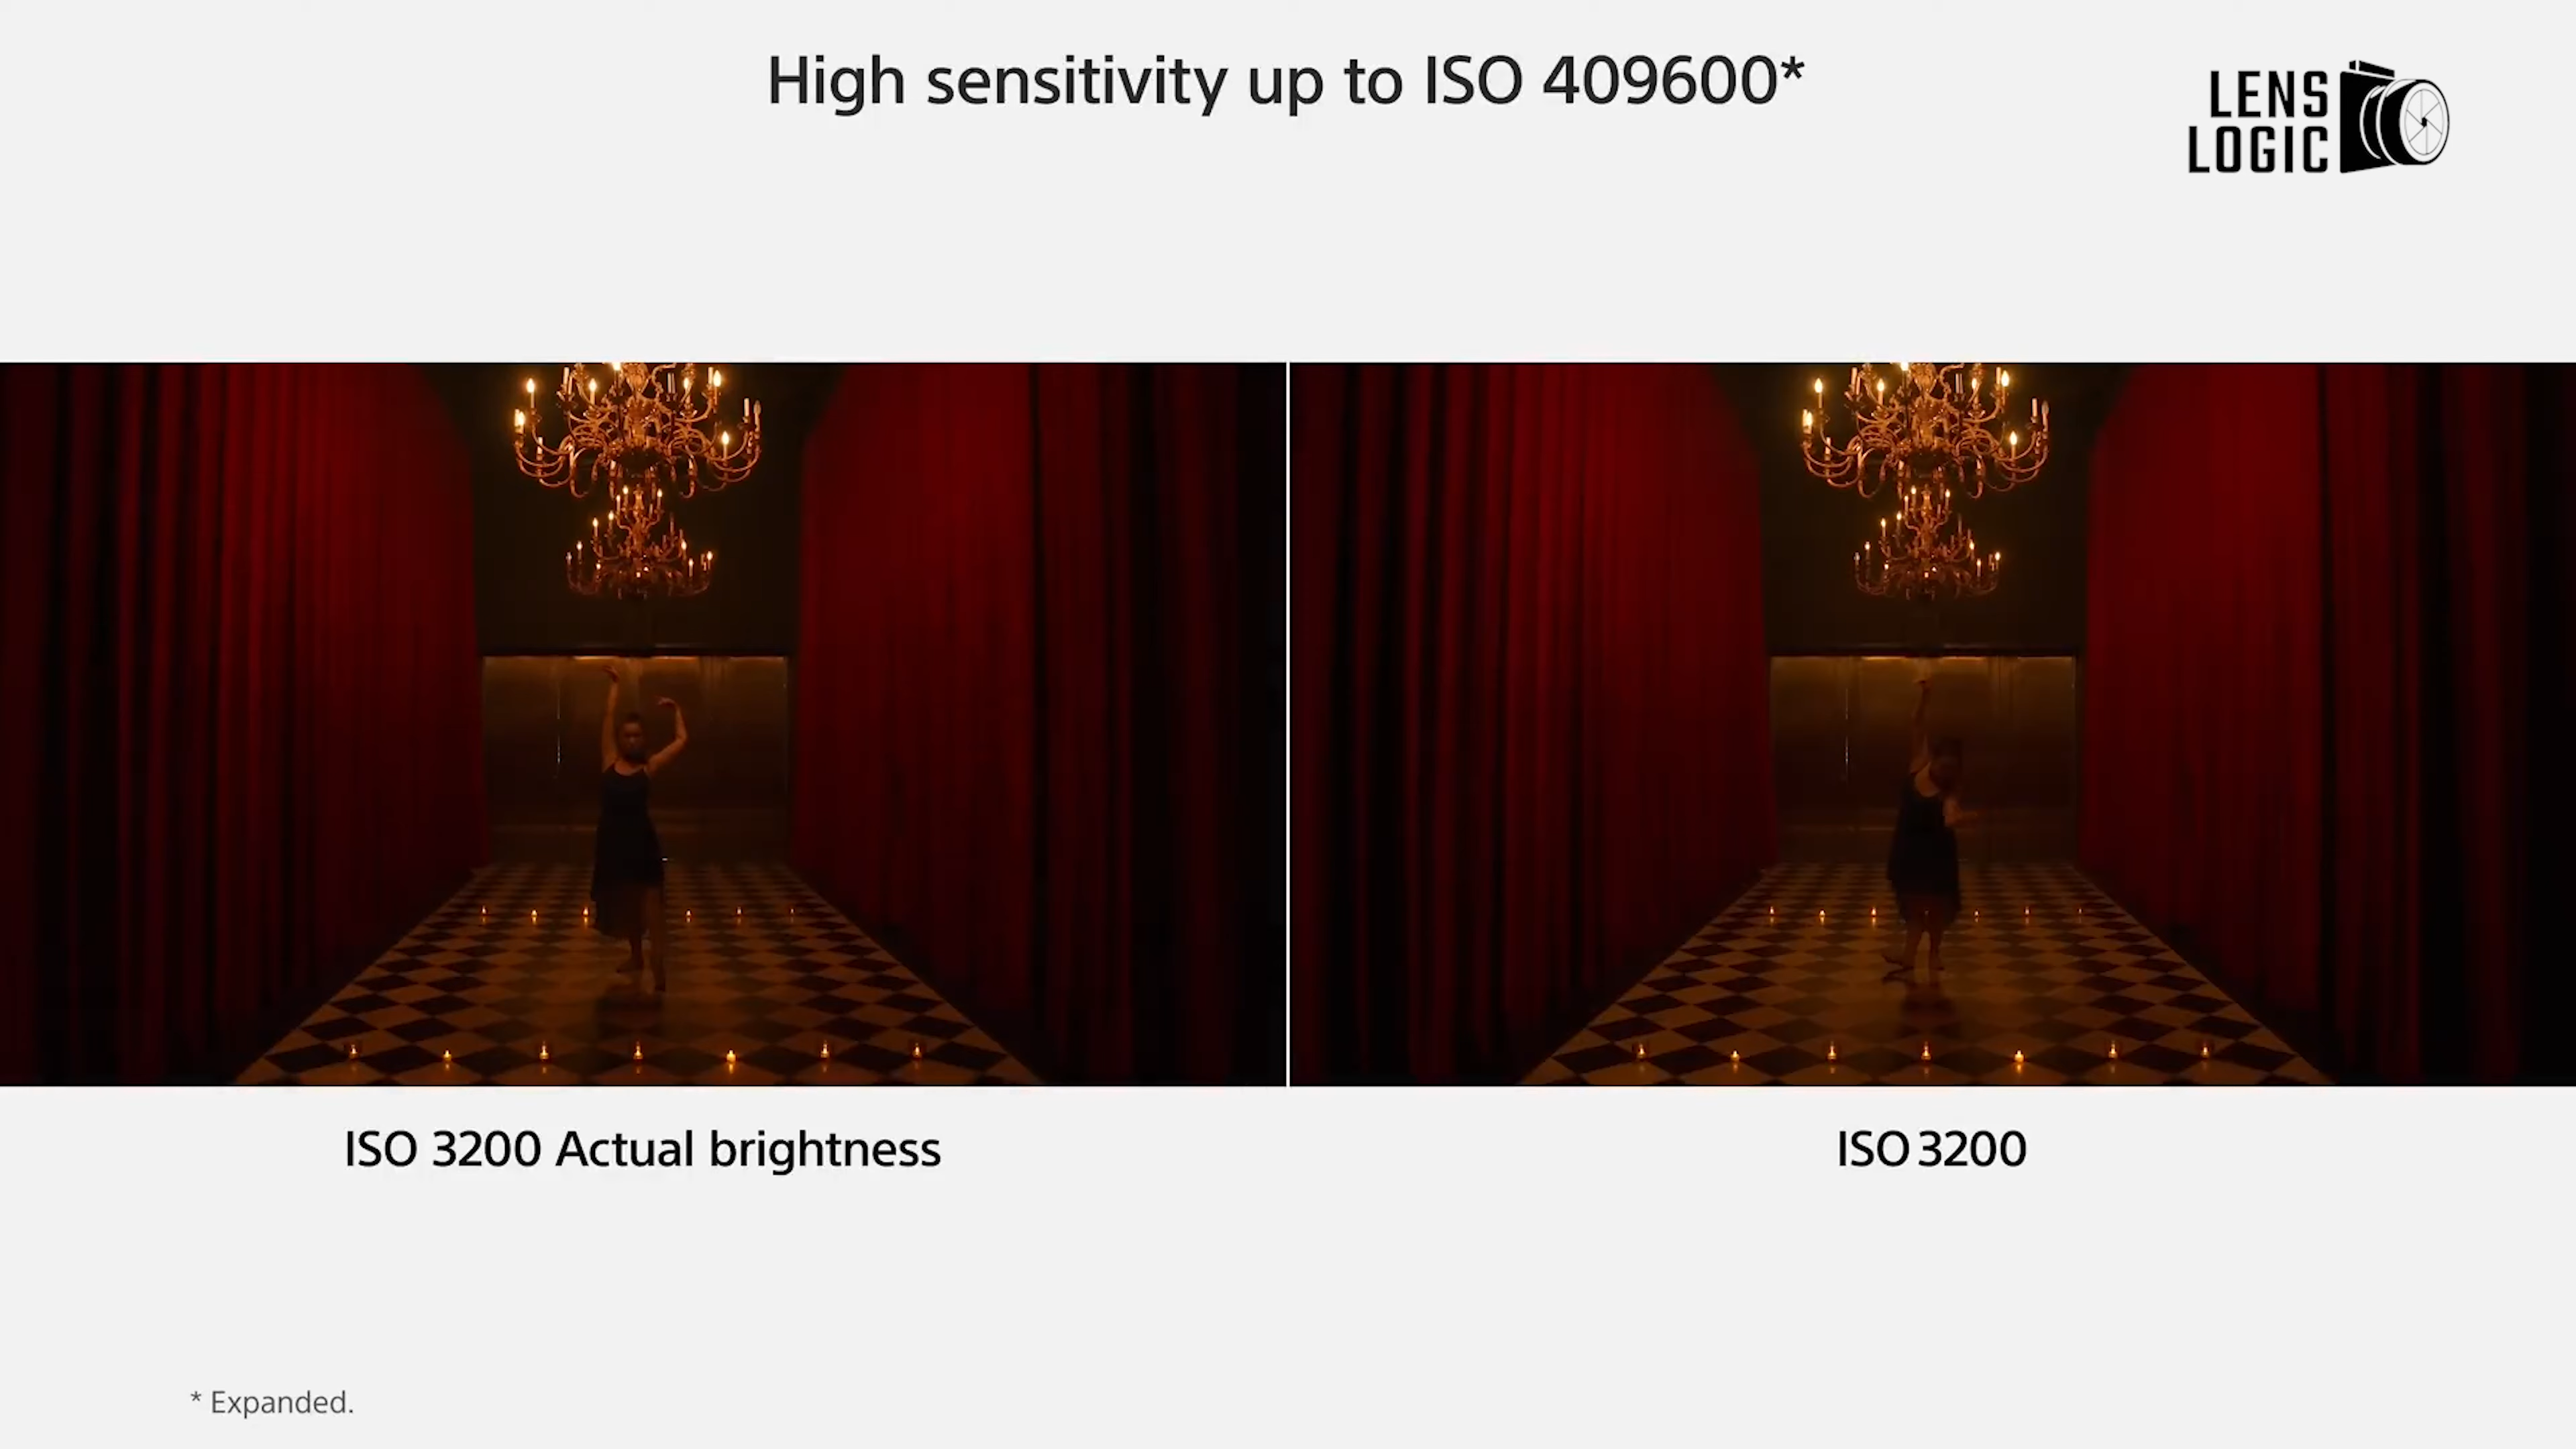 High sensitivity up to ISO 409600*
LENS
LOGIC
ISO 3200 Actual brightness
ISO 3200
* Expanded.